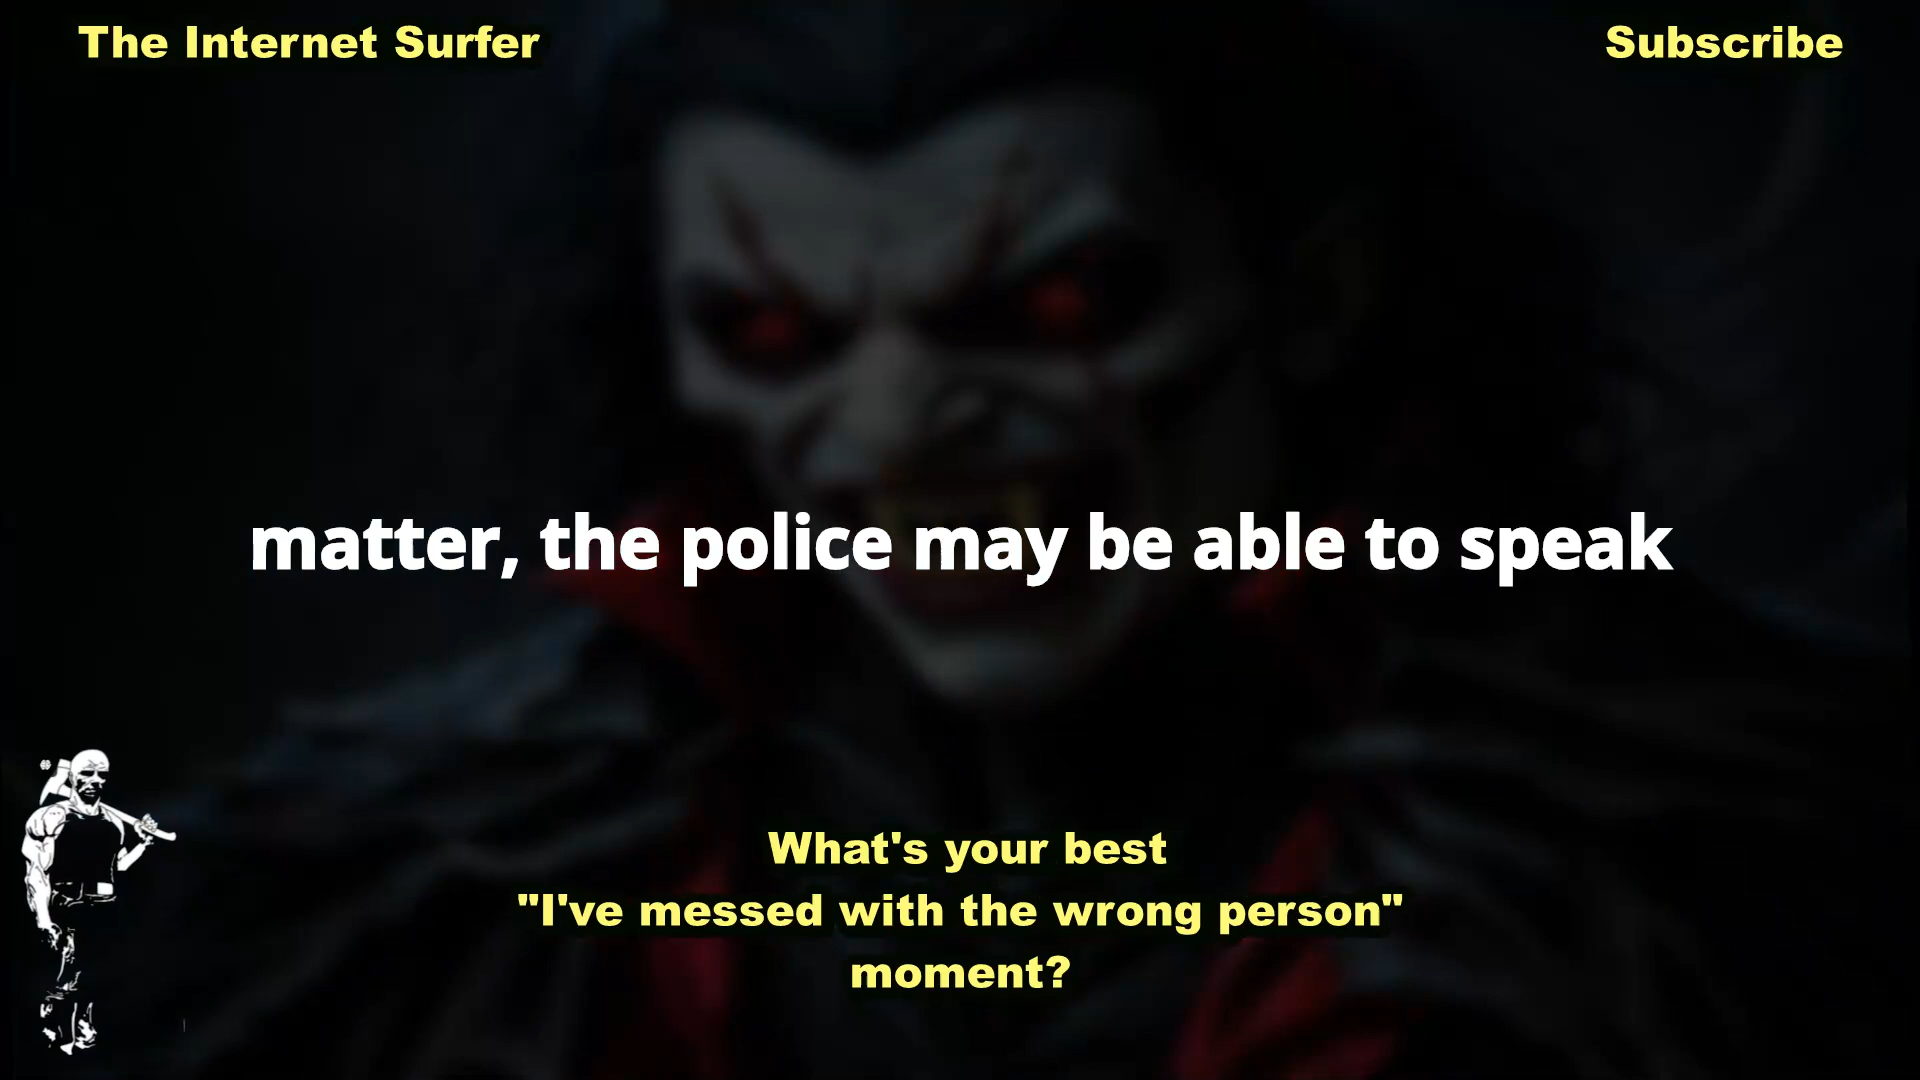 The Internet Surfer
Subscribe
matter, the police may be able to speak
What's your best
"I've messed with the wrong person"
moment?